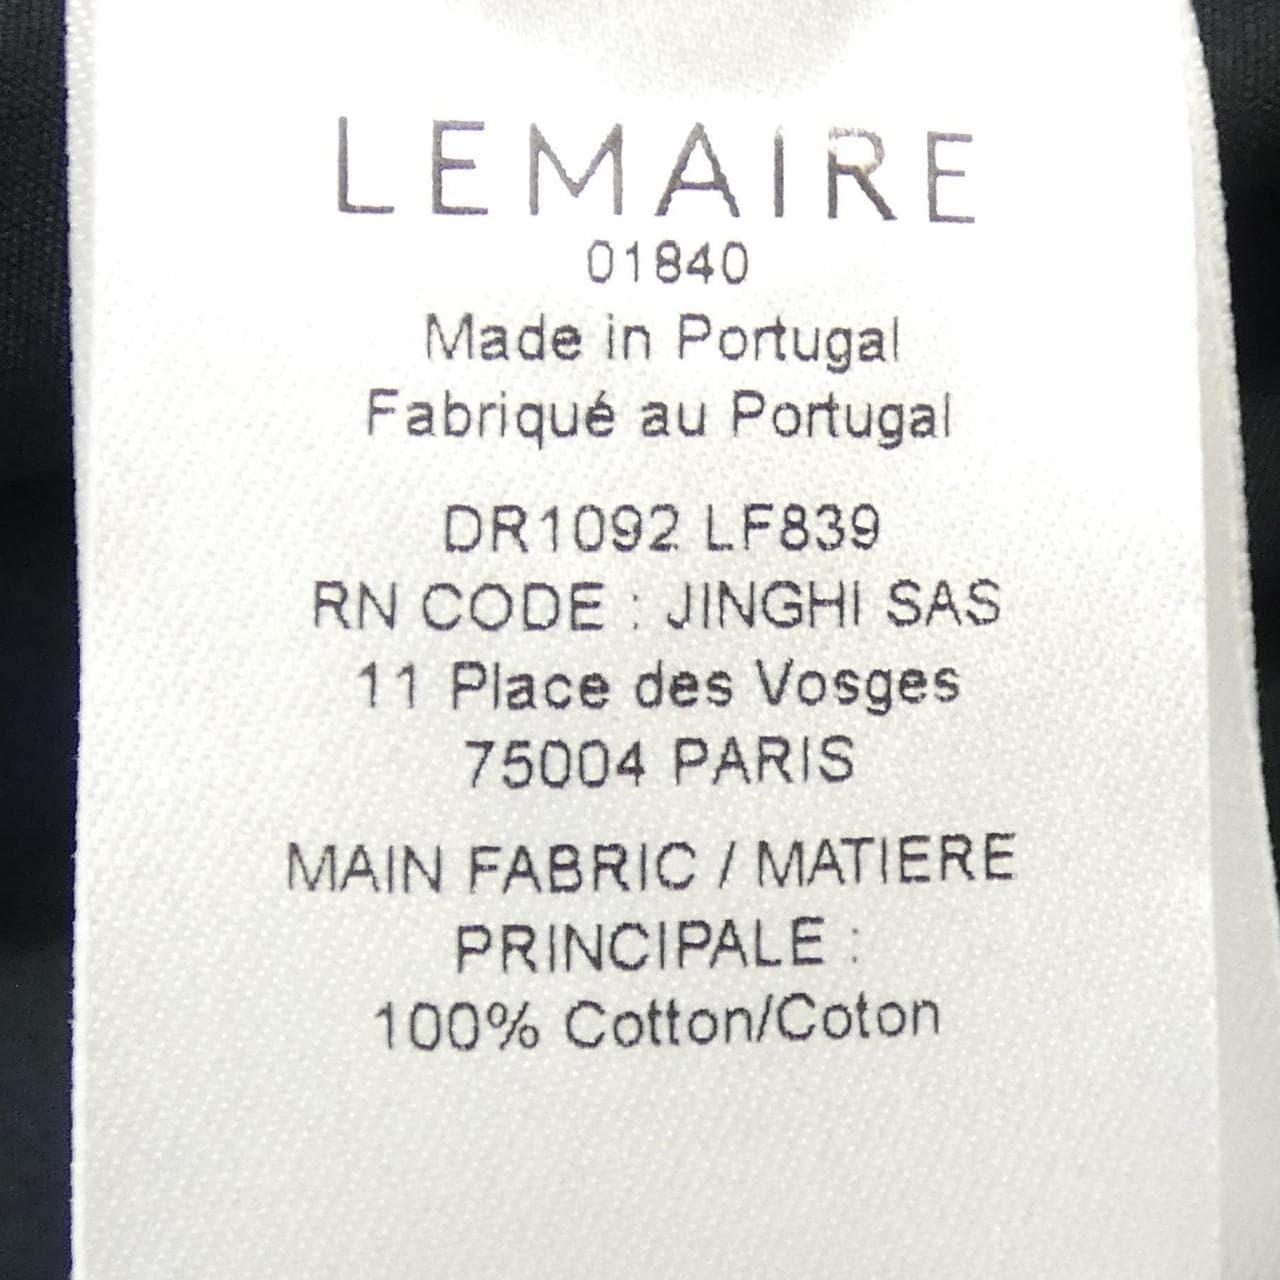 LEMAIRE
01840
Made in Portugal
Fabriqué au Portugal
DR1092 LF839
RN CODE : JINGHI SAS
11 Place des Vosges
75004 PARIS
MAIN FABRIC / MATIERE
PRINCIPALE :
100% Cotton/Coton